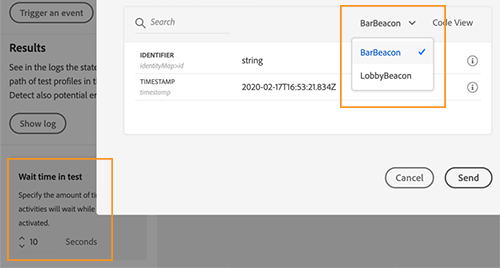 Trigger an event
Results
See in the logs the state
path of test profiles in t
Detect also potential er
Show log
Wait time in test
Specify the amount of ti
activities will wait while
activated.
10 Seconds
Search
BarBeacon
Code View
BarBeacon
LobbyBeacon
IDENTIFIER
identityMap>id
string
TIMESTAMP
timestamp
2020-02-17T16:53:21.834Z
Cancel
Send